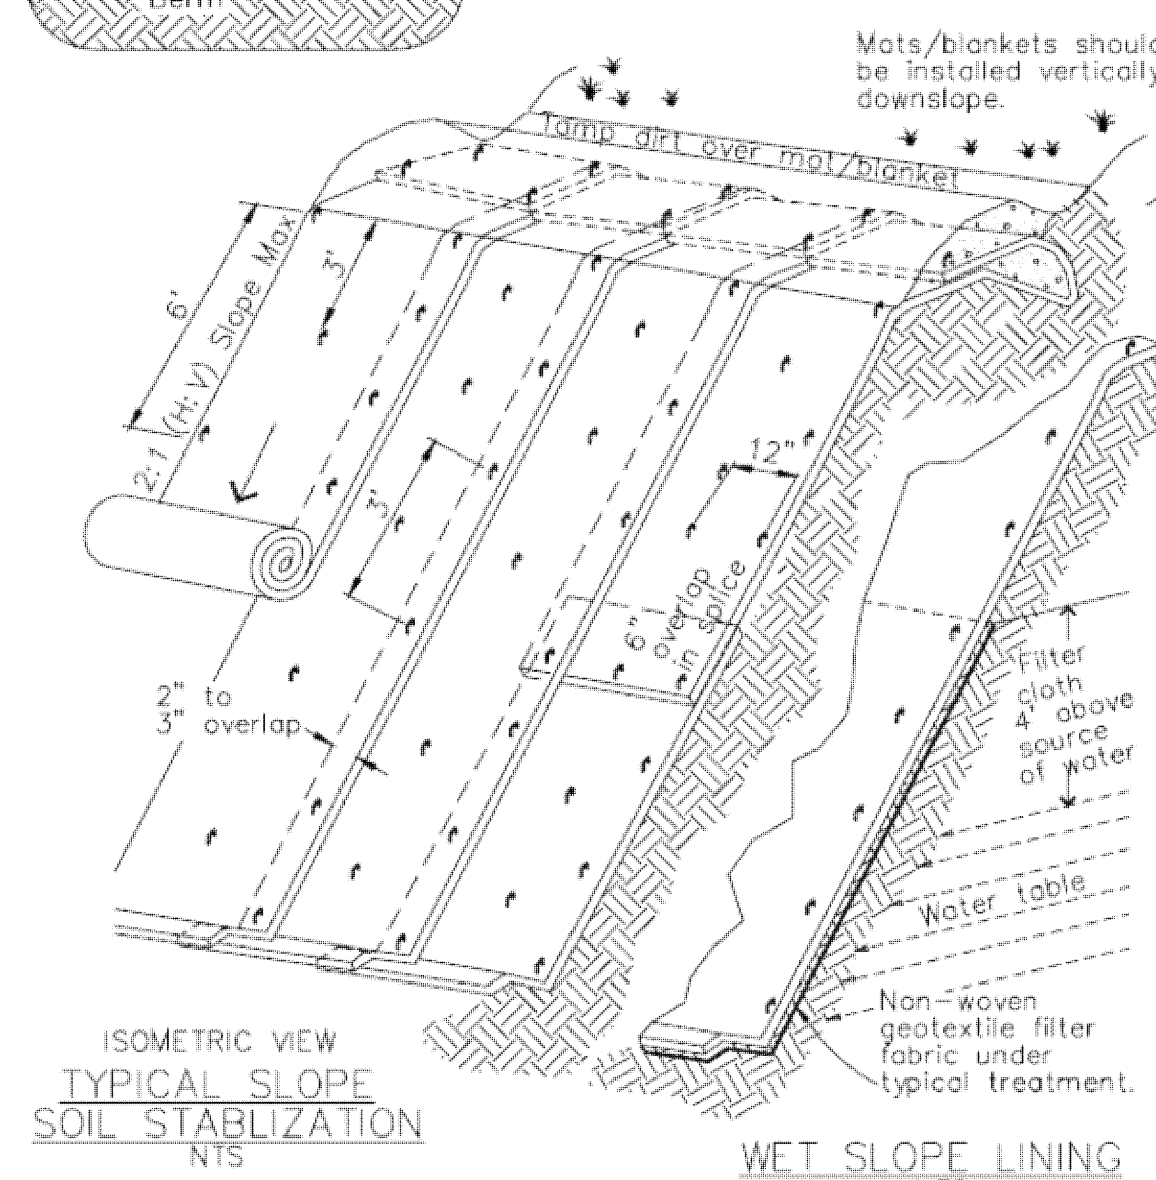 Berm
Mats/blankets should
be installed vertically
downslope.
Tamp dirt over mat/blanket
6'
2:1 (H: V) Slope Max
3'
3'
12"
6"
overlap
in splice
2" to
3" overlap
Filter
cloth
4' above
source
of water
Water table
Non-woven
geotextile filter
fabric under
typical treatment.
ISOMETRIC VIEW
TYPICAL SLOPE
SOIL STABLIZATION
NTS
WET SLOPE LINING